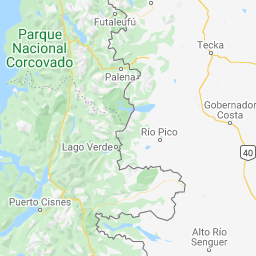 Futaleufú
Parque
Nacional
Corcovado
Tecka
Palena
Gobernador
Costa
Río Pico
Lago Verde
40
Puerto Cisnes
Alto Río
Senguer